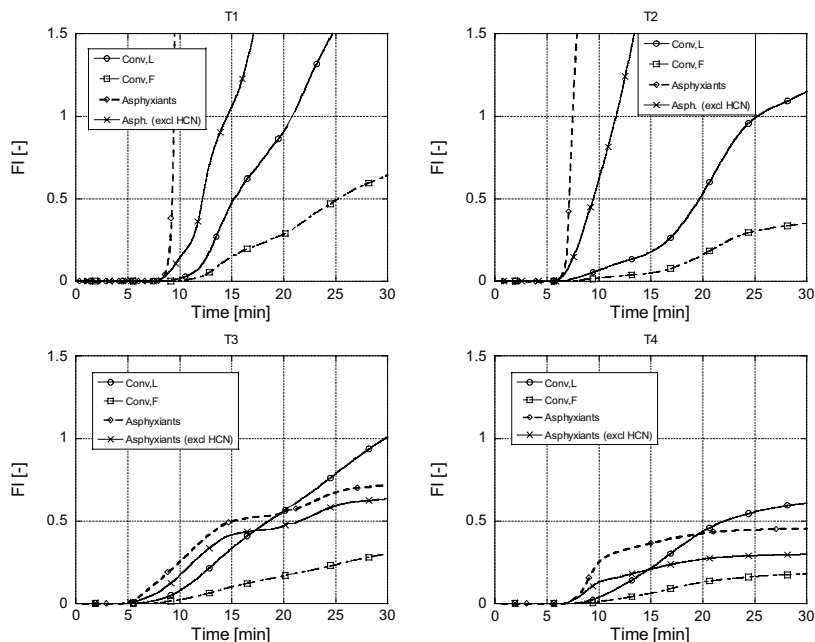 T1
FI [-]
1.5
1
0.5
0
Conv,L
Conv,F
Asphyxiants
Asph. (excl HCN)
0 5 10 15 20 25 30
Time [min]
T2
FI [-]
1.5
1
0.5
0
Conv,L
Conv,F
Asphyxiants
Asph. (excl HCN)
0 5 10 15 20 25 30
Time [min]
T3
FI [-]
1.5
1
0.5
0
Conv,L
Conv,F
Asphyxiants
Asphyxiants (excl HCN)
0 5 10 15 20 25 30
Time [min]
T4
FI [-]
1.5
1
0.5
0
Conv,L
Conv,F
Asphyxiants
Asphyxiants (excl HCN)
0 5 10 15 20 25 30
Time [min]